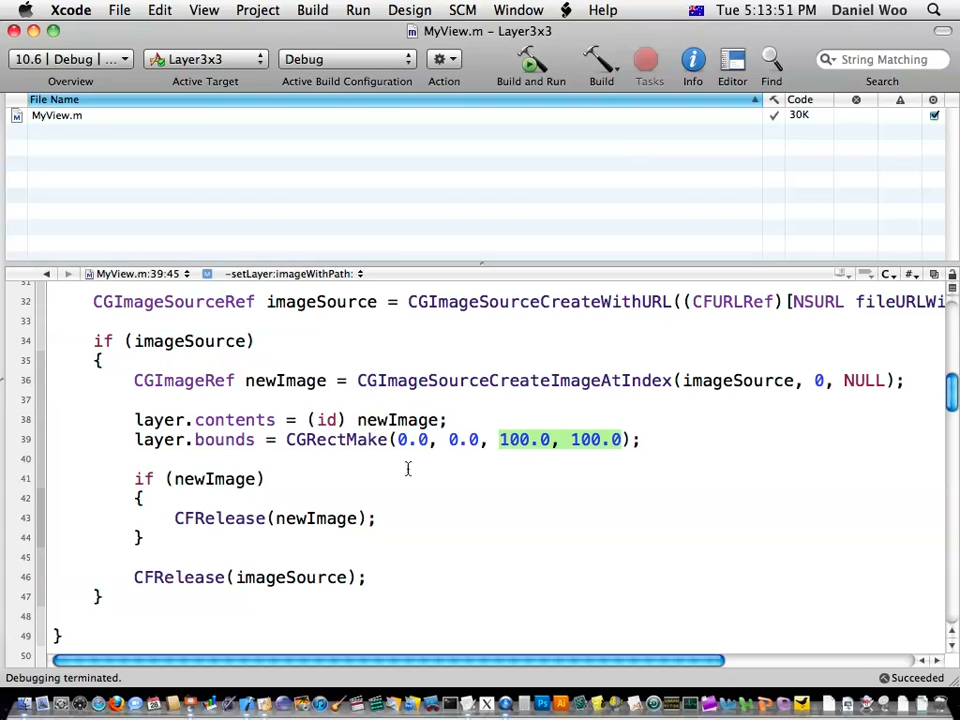 Xcode File Edit View Project Build Run Design SCM Window Help Tue 5:13:51 Daniel Woo
MyView.m - Layer3x3
10.6 | Debug | ... Layer3x3 Debug String Matching
Overview Active Target Active Build Configuration Action Build and Run Build Tasks Info Editor Find Search
File Name Code
MyView.m 30K
MyView.m:39:45 -setLayer:imageWithPath: C #
31
32 CGImageSourceRef imageSource = CGImageSourceCreateWithURL((CFURLRef)[NSURL fileURLWi
33
34 if (imageSource)
35 {
36 CGImageRef newImage = CGImageSourceCreateImageAtIndex(imageSource, 0, NULL);
37
38 layer.contents = (id) newImage;
39 layer.bounds = CGRectMake(0.0, 0.0, 100.0, 100.0);
40
41 if (newImage)
42 {
43 CFRelease(newImage);
44 }
45
46 CFRelease(imageSource);
47 }
48
49 }
50
Debugging terminated. Succeeded